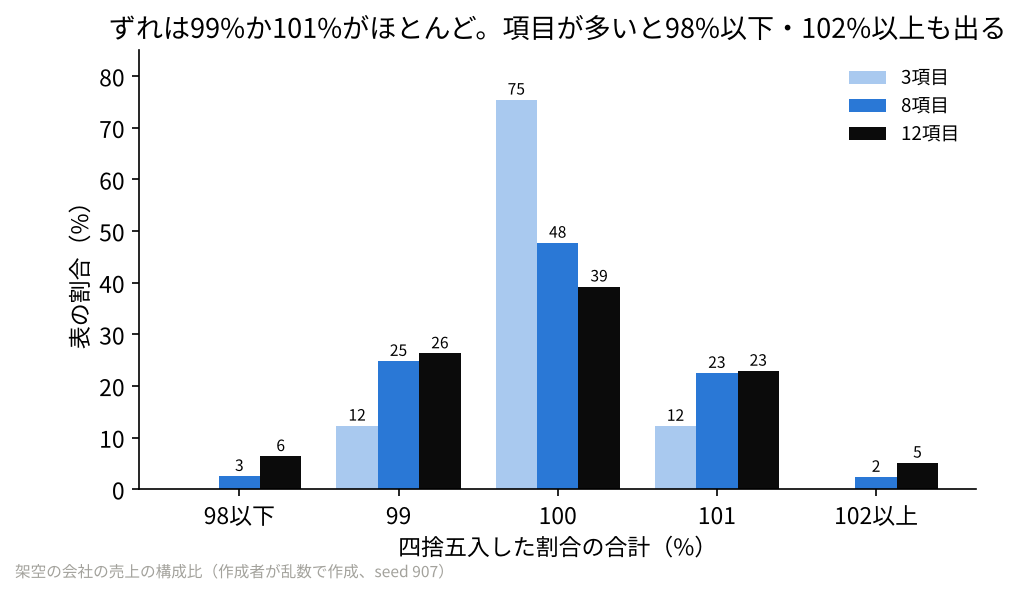 ずれは99%か101%がほとんど。項目が多いと98%以下・102%以上も出る
3項目
8項目
12項目
表の割合（%）
80
70
60
50
40
30
20
10
0
3
6
12
25
26
75
48
39
12
23
23
2
5
98以下
99
100
101
102以上
四捨五入した割合の合計（%）
架空の会社の売上の構成比（作成者が乱数で作成、seed 907）